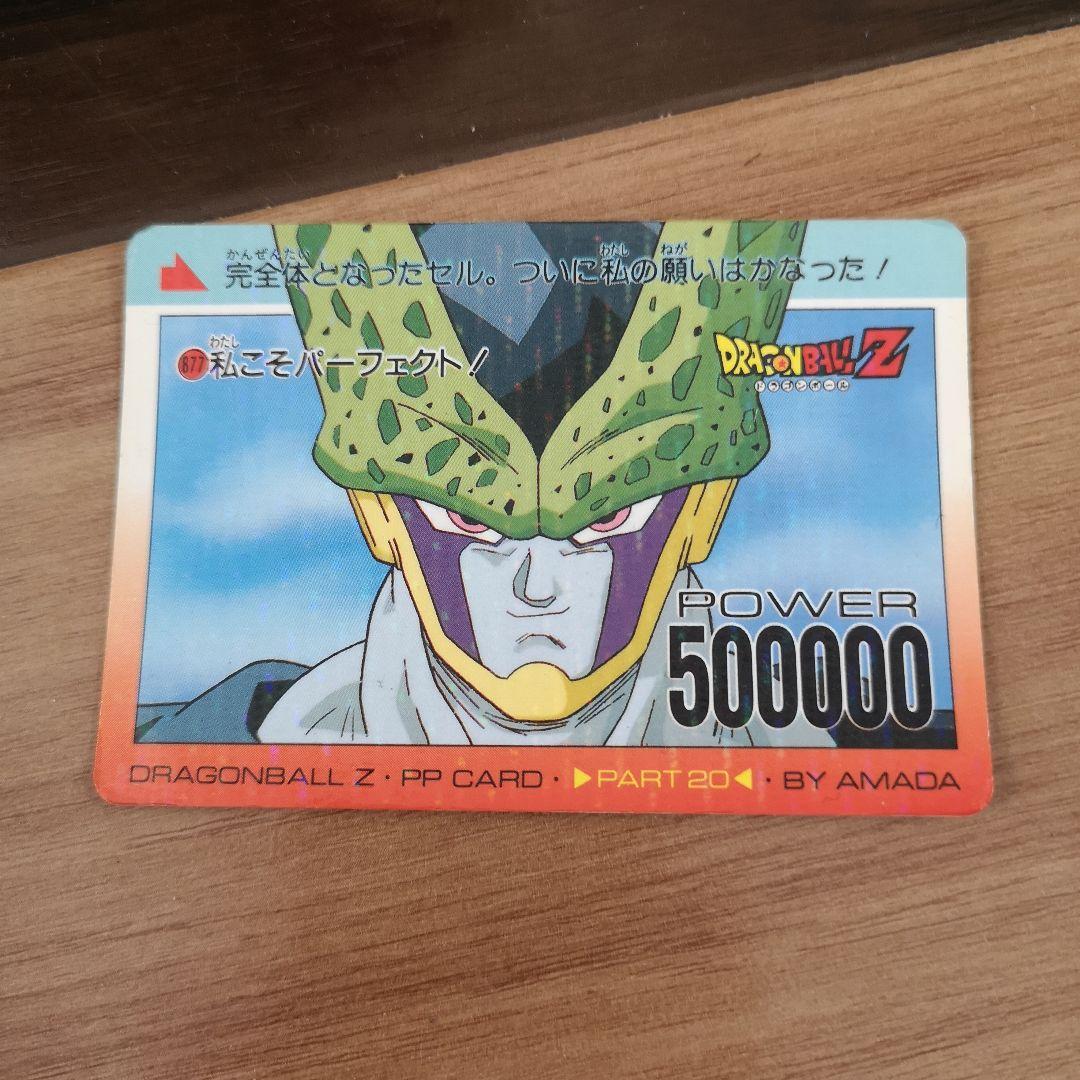 かんぜんたい わたし ねが
完全体となったセル。ついに私の願いはかなった！
わたし
877 私こそパーフェクト！
DRAGONBALL Z
ドラゴンボール
POWER
500000
DRAGONBALL Z・PP CARD・▶PART 20◀・BY AMADA